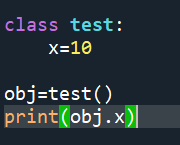 class test:
    x=10

obj=test()
print(obj.x)